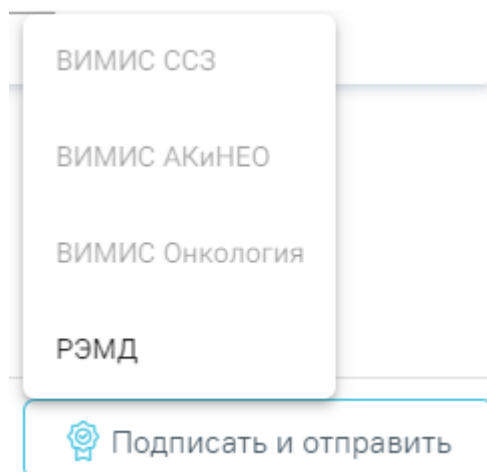 ВИМИС ССЗ
ВИМИС АКиНЕО
ВИМИС Онкология
РЭМД
Подписать и отправить